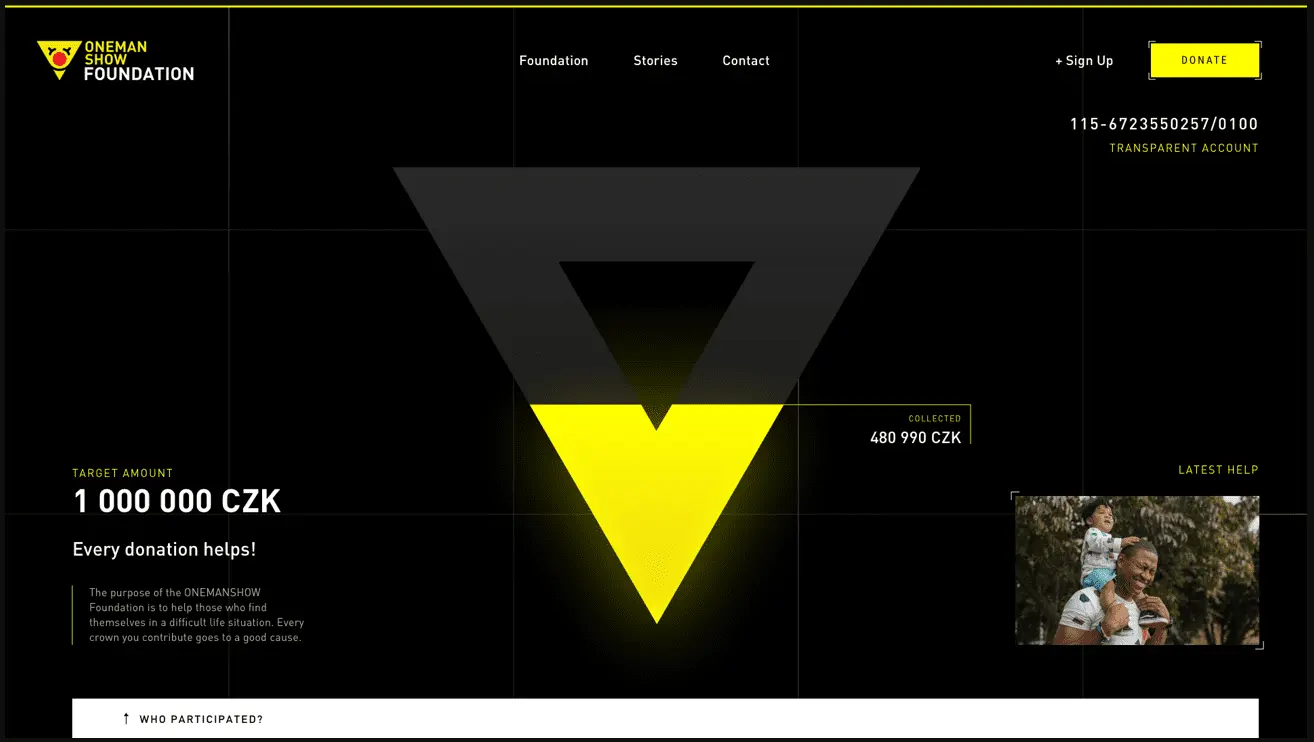 ONEMAN
SHOW
FOUNDATION
Foundation
Stories
Contact
+ Sign Up
DONATE
115-6723550257/0100
TRANSPARENT ACCOUNT
COLLECTED
480 990 CZK
TARGET AMOUNT
1 000 000 CZK
Every donation helps!
The purpose of the ONEMANSHOW
Foundation is to help those who find
themselves in a difficult life situation. Every
crown you contribute goes to a good cause.
LATEST HELP
↑ WHO PARTICIPATED?